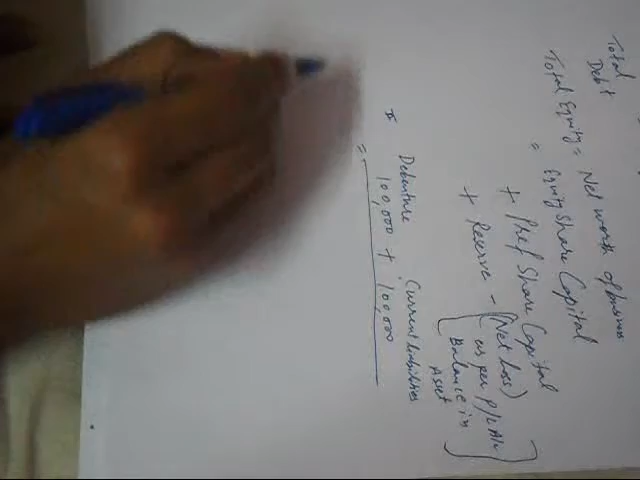 Total
Debt
Total Equity = Net worth of business
= Equity Share Capital
+ Pref Share Capital
+ Reserve - (Net loss)
as per P/L A/c
Balance in
Asset
= Debenture Current liabilities
100,000 + 100,000
=